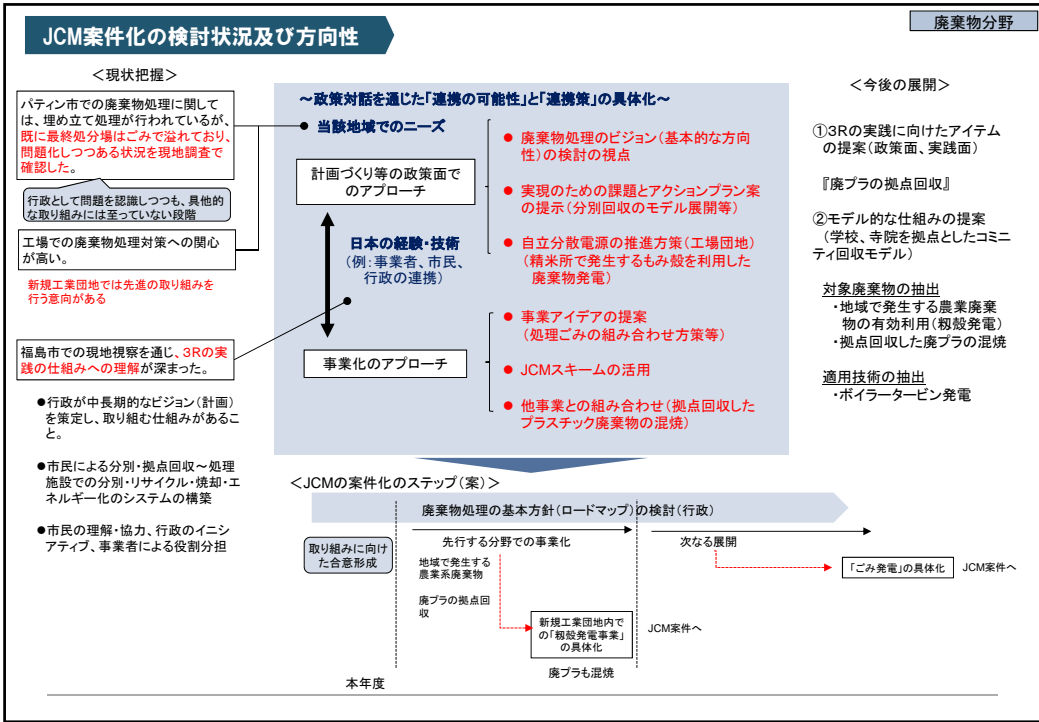 廃棄物分野
JCM案件化の検討状況及び方向性
＜現状把握＞
パティン市での廃棄物処理に関して
は、埋め立て処理が行われているが、
既に最終処分場はごみで溢れており、
問題化しつつある状況を現地調査で
確認した。
行政として問題を認識しつつも、具他的
な取り組みには至っていない段階
工場での廃棄物処理対策への関心
が高い。
新規工業団地では先進の取り組みを
行う意向がある
福島市での現地視察を通じ、3Rの実
践の仕組みへの理解が深まった。
●行政が中長期的なビジョン(計画)
を策定し、取り組む仕組みがあるこ
と。
●市民による分別・拠点回収～処理
施設での分別・リサイクル・焼却・エ
ネルギー化のシステムの構築
●市民の理解・協力、行政のイニシ
アティブ、事業者による役割分担
～政策対話を通じた「連携の可能性」と「連携策」の具体化～
当該地域でのニーズ
計画づくり等の政策面で
のアプローチ
日本の経験・技術
(例：事業者、市民、
行政の連携)
事業化のアプローチ
● 廃棄物処理のビジョン(基本的な方向
性)の検討の視点
● 実現のための課題とアクションプラン案
の提示(分別回収のモデル展開等)
● 自立分散電源の推進方策(工場団地)
(精米所で発生するもみ殻を利用した
廃棄物発電)
● 事業アイデアの提案
(処理ごみの組み合わせ方策等)
● JCMスキームの活用
● 他事業との組み合わせ(拠点回収した
プラスチック廃棄物の混焼)
＜今後の展開＞
①3Rの実践に向けたアイテム
の提案(政策面、実践面)
『廃プラの拠点回収』
②モデル的な仕組みの提案
(学校、寺院を拠点としたコミニ
ティ回収モデル)
対象廃棄物の抽出
・地域で発生する農業廃棄
物の有効利用(籾殻発電)
・拠点回収した廃プラの混焼
適用技術の抽出
・ボイラータービン発電
＜JCMの案件化のステップ(案)＞
廃棄物処理の基本方針(ロードマップ)の検討(行政)
取り組みに向け
た合意形成
先行する分野での事業化
次なる展開
地域で発生する
農業系廃棄物
廃プラの拠点回
収
新規工業団地内で
の「籾殻発電事業」
の具体化
廃プラも混焼
JCM案件へ
「ごみ発電」の具体化
JCM案件へ
本年度